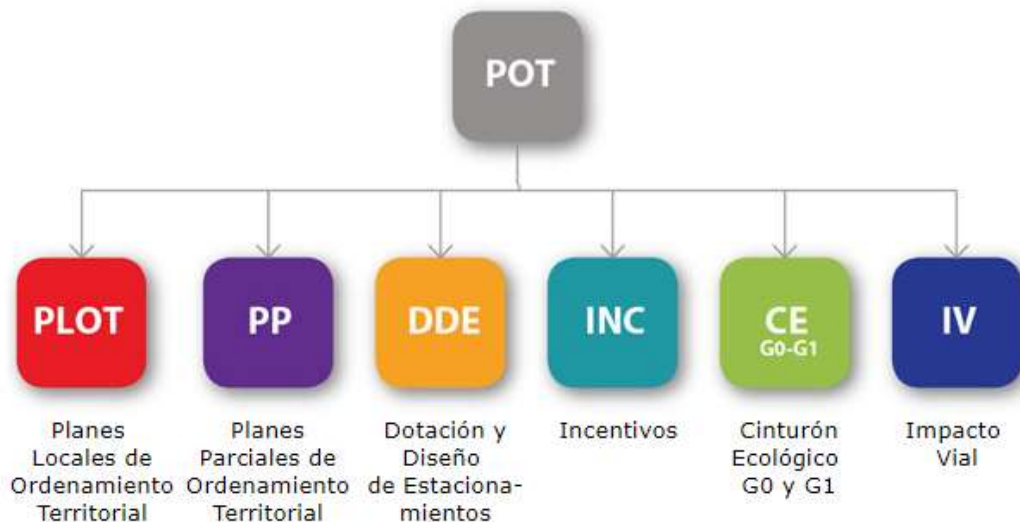 POT
PLOT
PP
DDE
INC
CE
G0-G1
IV
Planes
Locales de
Ordenamiento
Territorial
Planes
Parciales de
Ordenamiento
Territorial
Dotación y
Diseño
de Estaciona-
mientos
Incentivos
Cinturón
Ecológico
G0 y G1
Impacto
Vial